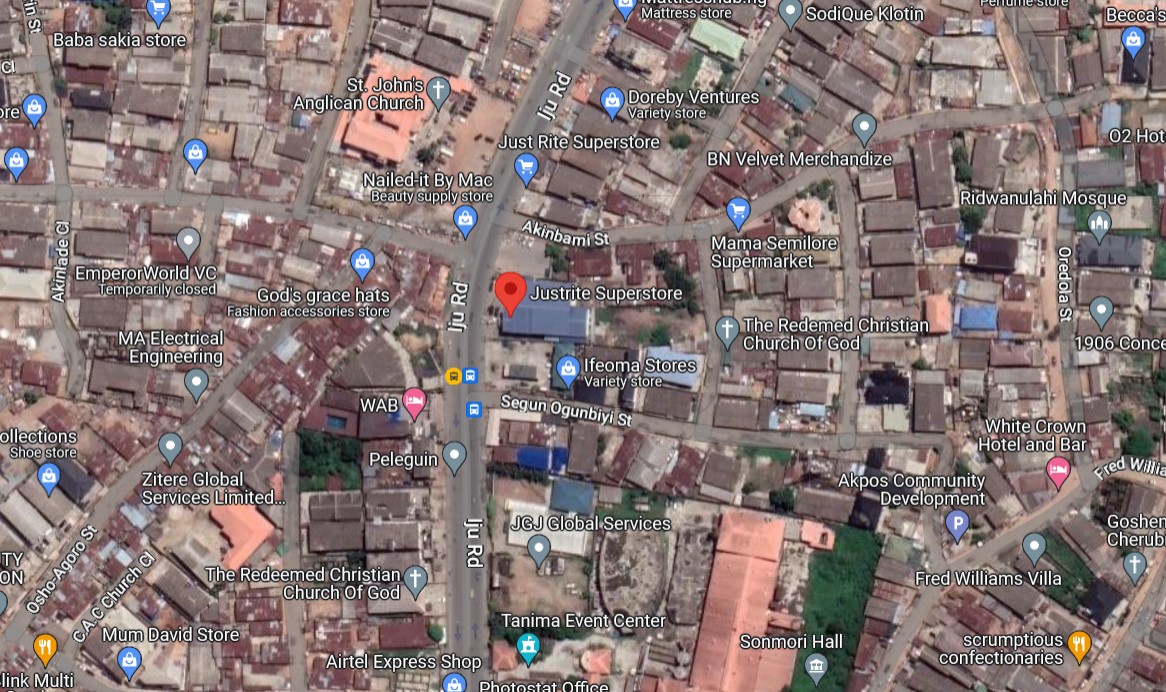 Mattress store
SodiQue Klotin
Perfume store
Becca's
Baba sakia store
St. John's
Anglican Church
Iju Rd
Doreby Ventures
Variety store
Just Rite Superstore
BN Velvet Merchandize
O2 Hot
Nailed-it By Mac
Beauty supply store
Ridwanulahi Mosque
Akinbami St
Mama Semilore
Supermarket
Akinlade Cl
EmperorWorld VC
Temporarily closed
God's grace hats
Fashion accessories store
Iju Rd
Justrite Superstore
Oredola St
The Redemed Christian
Church Of God
1906 Conce
MA Electrical
Engineering
Ifeoma Stores
Variety store
WAB
Segun Ogunbiyi St
White Crown
Hotel and Bar
ollections
Shoe store
Peleguin
Fred Willia
Zitere Global
Services Limited...
Akpos Community
Development
P
Iju Rd
JGJ Global Services
Goshen
Cherubi
TY
ON
Osho-Agoro St
C.A.C Church Cl
The Redeemed Christian
Church Of God
Fred Williams Villa
Mum David Store
Tanima Event Center
Sonmori Hall
scrumptious
confectionaries
Airtel Express Shop
link Multi
Photostat Office